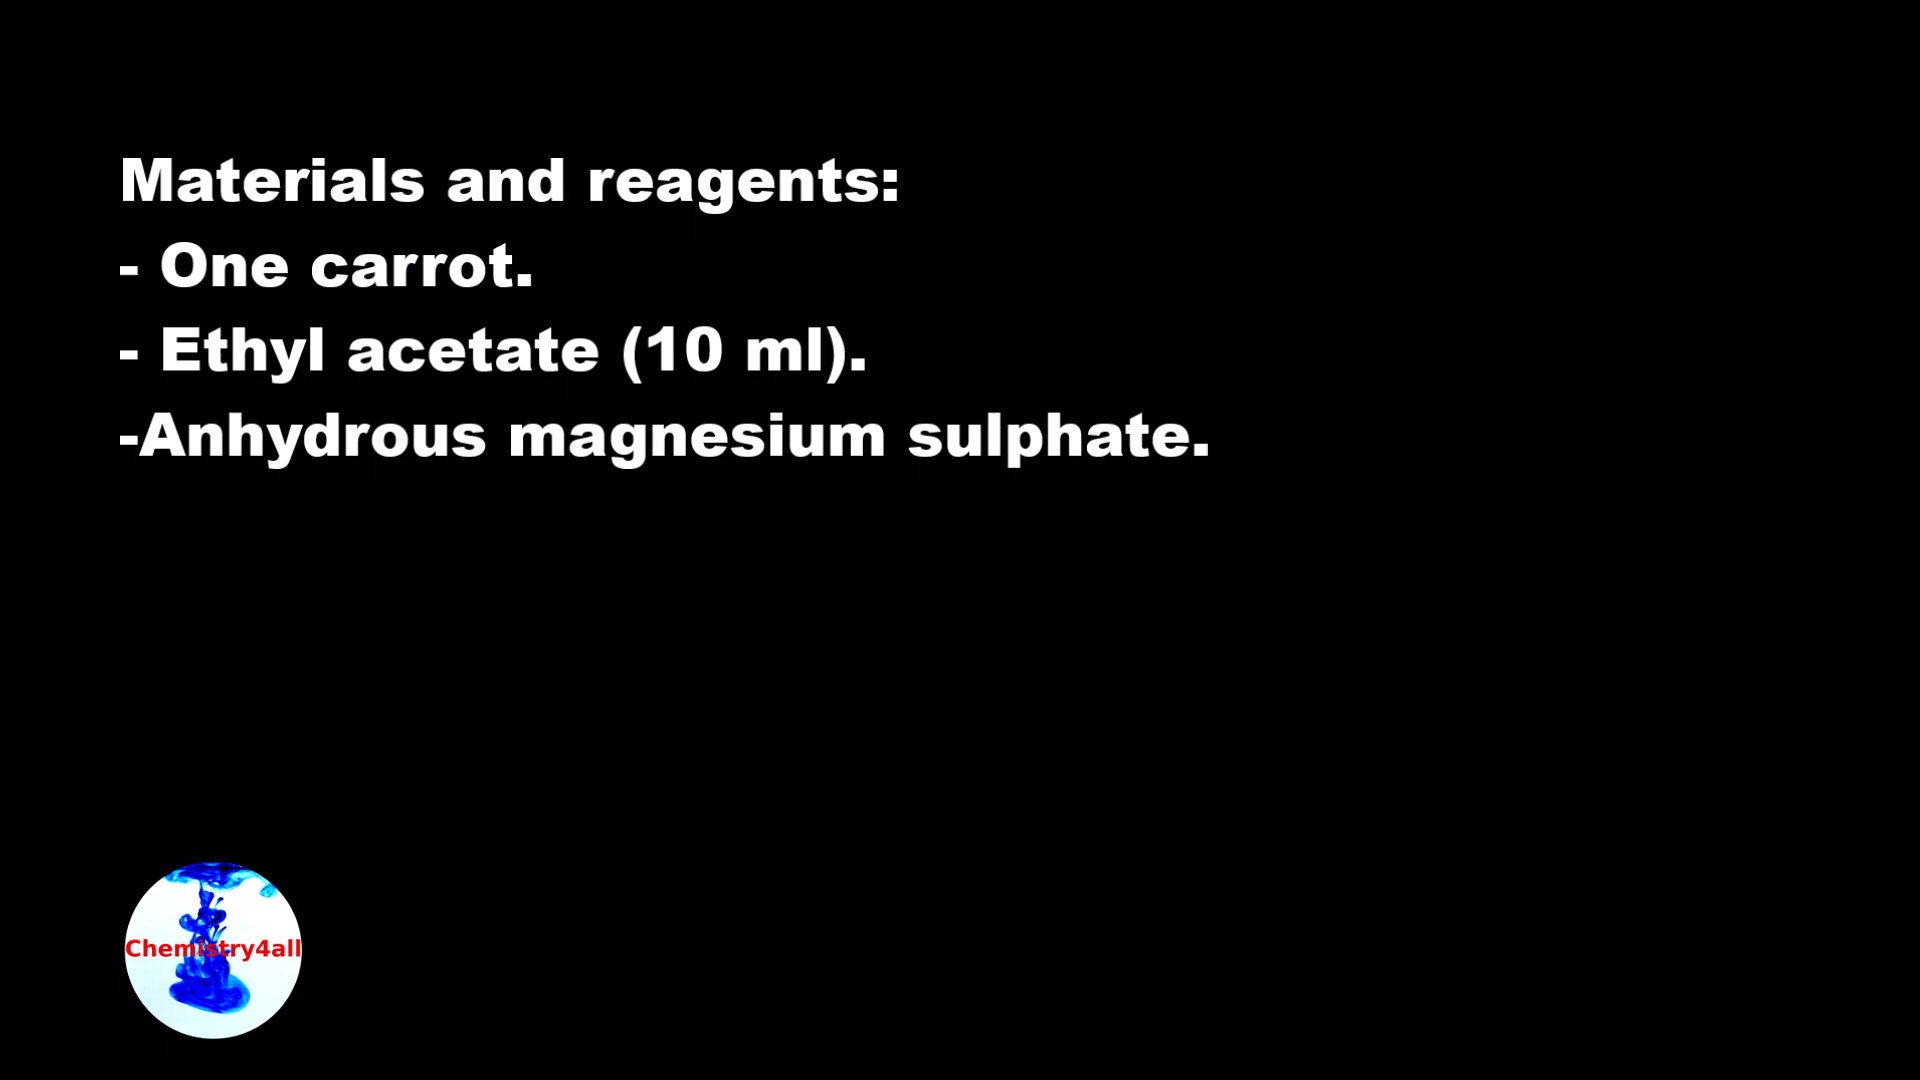 Materials and reagents:
- One carrot.
- Ethyl acetate (10 ml).
-Anhydrous magnesium sulphate.
Chemistry4all